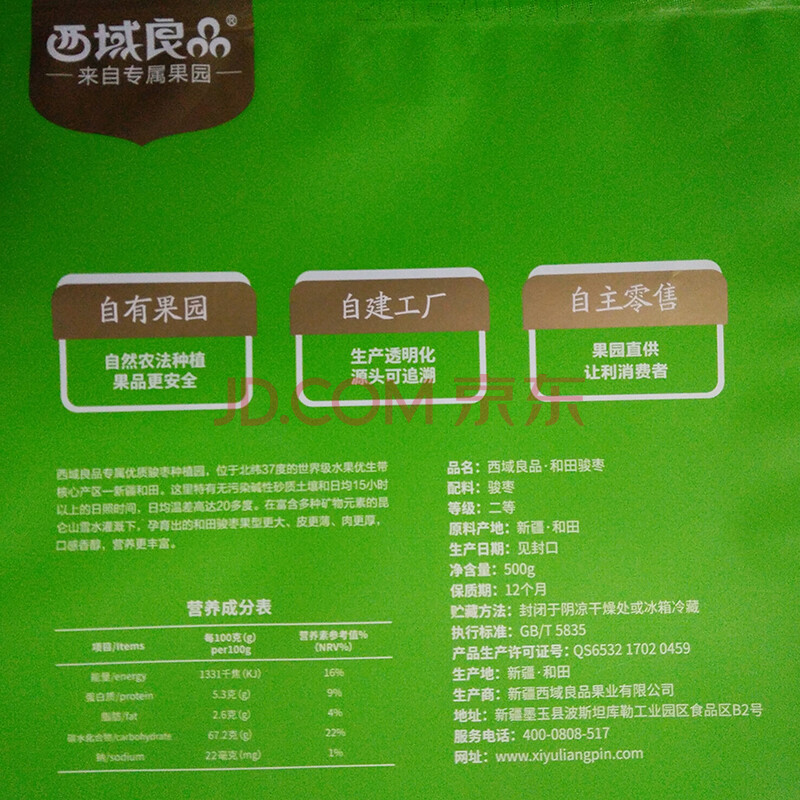 西域良品®
来自专属果园
自有果园
自然农法种植
果品更安全
自建工厂
生产透明化
源头可追溯
自主零售
果园直供
让利消费者
JD.COM 京东
西域良品专属优质骏枣种植园，位于北纬37度的世界级水果优生带
核心产区—新疆和田。这里特有无污染碱性砂质土壤和日均15小时
以上的日照时间，日均温差高达20多度。在富含多种矿物元素的昆
仑山雪水灌溉下，孕育出的和田骏枣果型更大、皮更薄、肉更厚，
口感香醇，营养更丰富。
营养成分表
项目/Items 每100克(g) per100g 营养素参考值% (NRV%)
能量/energy 1331千焦(KJ) 16%
蛋白质/protein 5.3克(g) 9%
脂肪/fat 2.6克(g) 4%
碳水化合物/carbohydrate 67.2克(g) 22%
钠/sodium 22毫克(mg) 1%
品名：西域良品·和田骏枣
配料：骏枣
等级：二等
原料产地：新疆·和田
生产日期：见封口
净含量：500g
保质期：12个月
贮藏方法：封闭于阴凉干燥处或冰箱冷藏
执行标准：GB/T 5835
产品生产许可证号：QS6532 1702 0459
生产地：新疆·和田
生产商：新疆西域良品果业有限公司
地址：新疆墨玉县波斯坦库勒工业园区食品区B2号
服务电话：400-0808-517
网址：www.xiyuliangpin.com